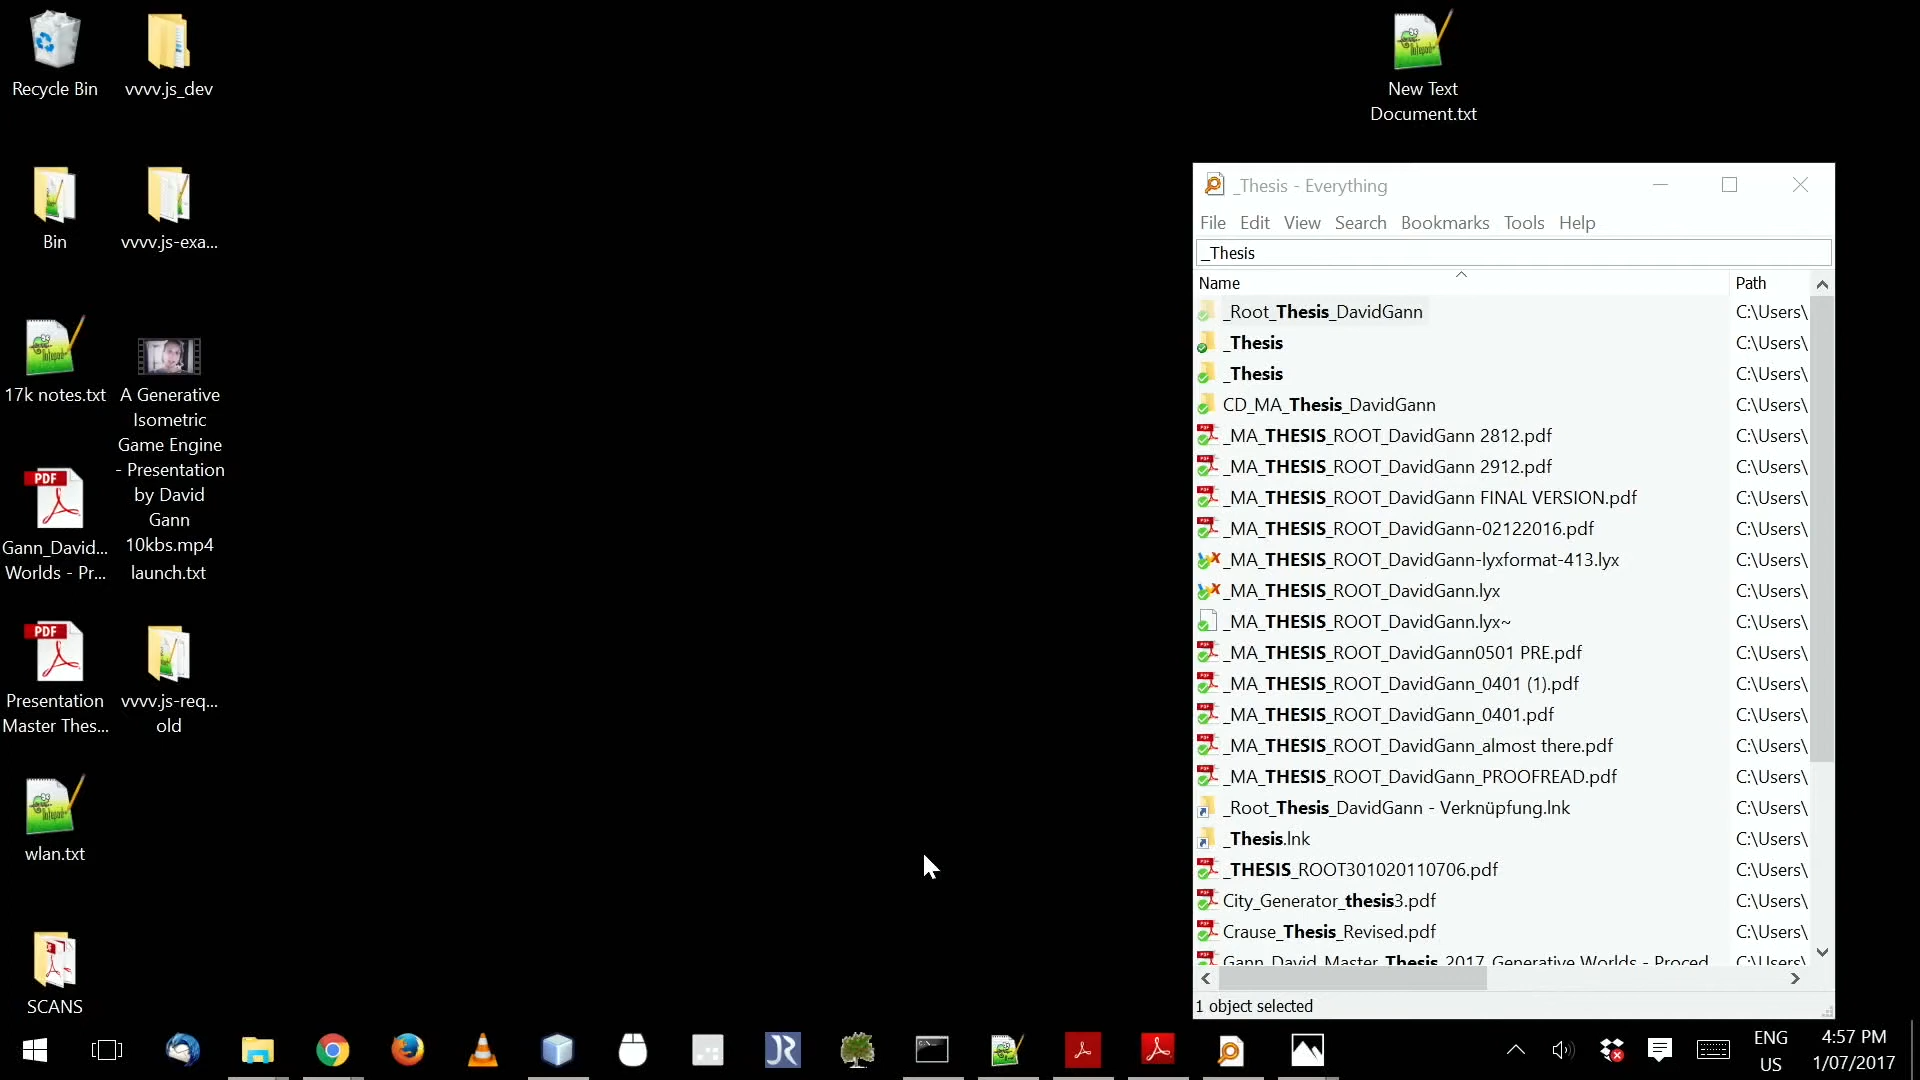 Recycle Bin
vvvv.js_dev
New Text
Document.txt
Bin
vvvv.js-exa...
17k notes.txt
A Generative
Isometric
Game Engine
- Presentation
by David
Gann
10kbs.mp4
launch.txt
PDF
Gann_David...
Worlds - Pr...
PDF
Presentation
Master Thes...
vvvv.js-req...
old
wlan.txt
SCANS
_Thesis - Everything
File Edit View Search Bookmarks Tools Help
_Thesis
Name Path
_Root_Thesis_DavidGann C:\Users\
_Thesis C:\Users\
_Thesis C:\Users\
CD_MA_Thesis_DavidGann C:\Users\
_MA_THESIS_ROOT_DavidGann 2812.pdf C:\Users\
_MA_THESIS_ROOT_DavidGann 2912.pdf C:\Users\
_MA_THESIS_ROOT_DavidGann FINAL VERSION.pdf C:\Users\
_MA_THESIS_ROOT_DavidGann-02122016.pdf C:\Users\
_MA_THESIS_ROOT_DavidGann-lyxformat-413.lyx C:\Users\
_MA_THESIS_ROOT_DavidGann.lyx C:\Users\
_MA_THESIS_ROOT_DavidGann.lyx~ C:\Users\
_MA_THESIS_ROOT_DavidGann0501 PRE.pdf C:\Users\
_MA_THESIS_ROOT_DavidGann_0401 (1).pdf C:\Users\
_MA_THESIS_ROOT_DavidGann_0401.pdf C:\Users\
_MA_THESIS_ROOT_DavidGann_almost there.pdf C:\Users\
_MA_THESIS_ROOT_DavidGann_PROOFREAD.pdf C:\Users\
_Root_Thesis_DavidGann - Verknüpfung.lnk C:\Users\
_Thesis.lnk C:\Users\
_THESIS_ROOT301020110706.pdf C:\Users\
City_Generator_thesis3.pdf C:\Users\
Crause_Thesis_Revised.pdf C:\Users\
Gann_David_Master_Thesis_2017_Generative Worlds - Proced C:\Users\
1 object selected
ENG
US
4:57 PM
1/07/2017